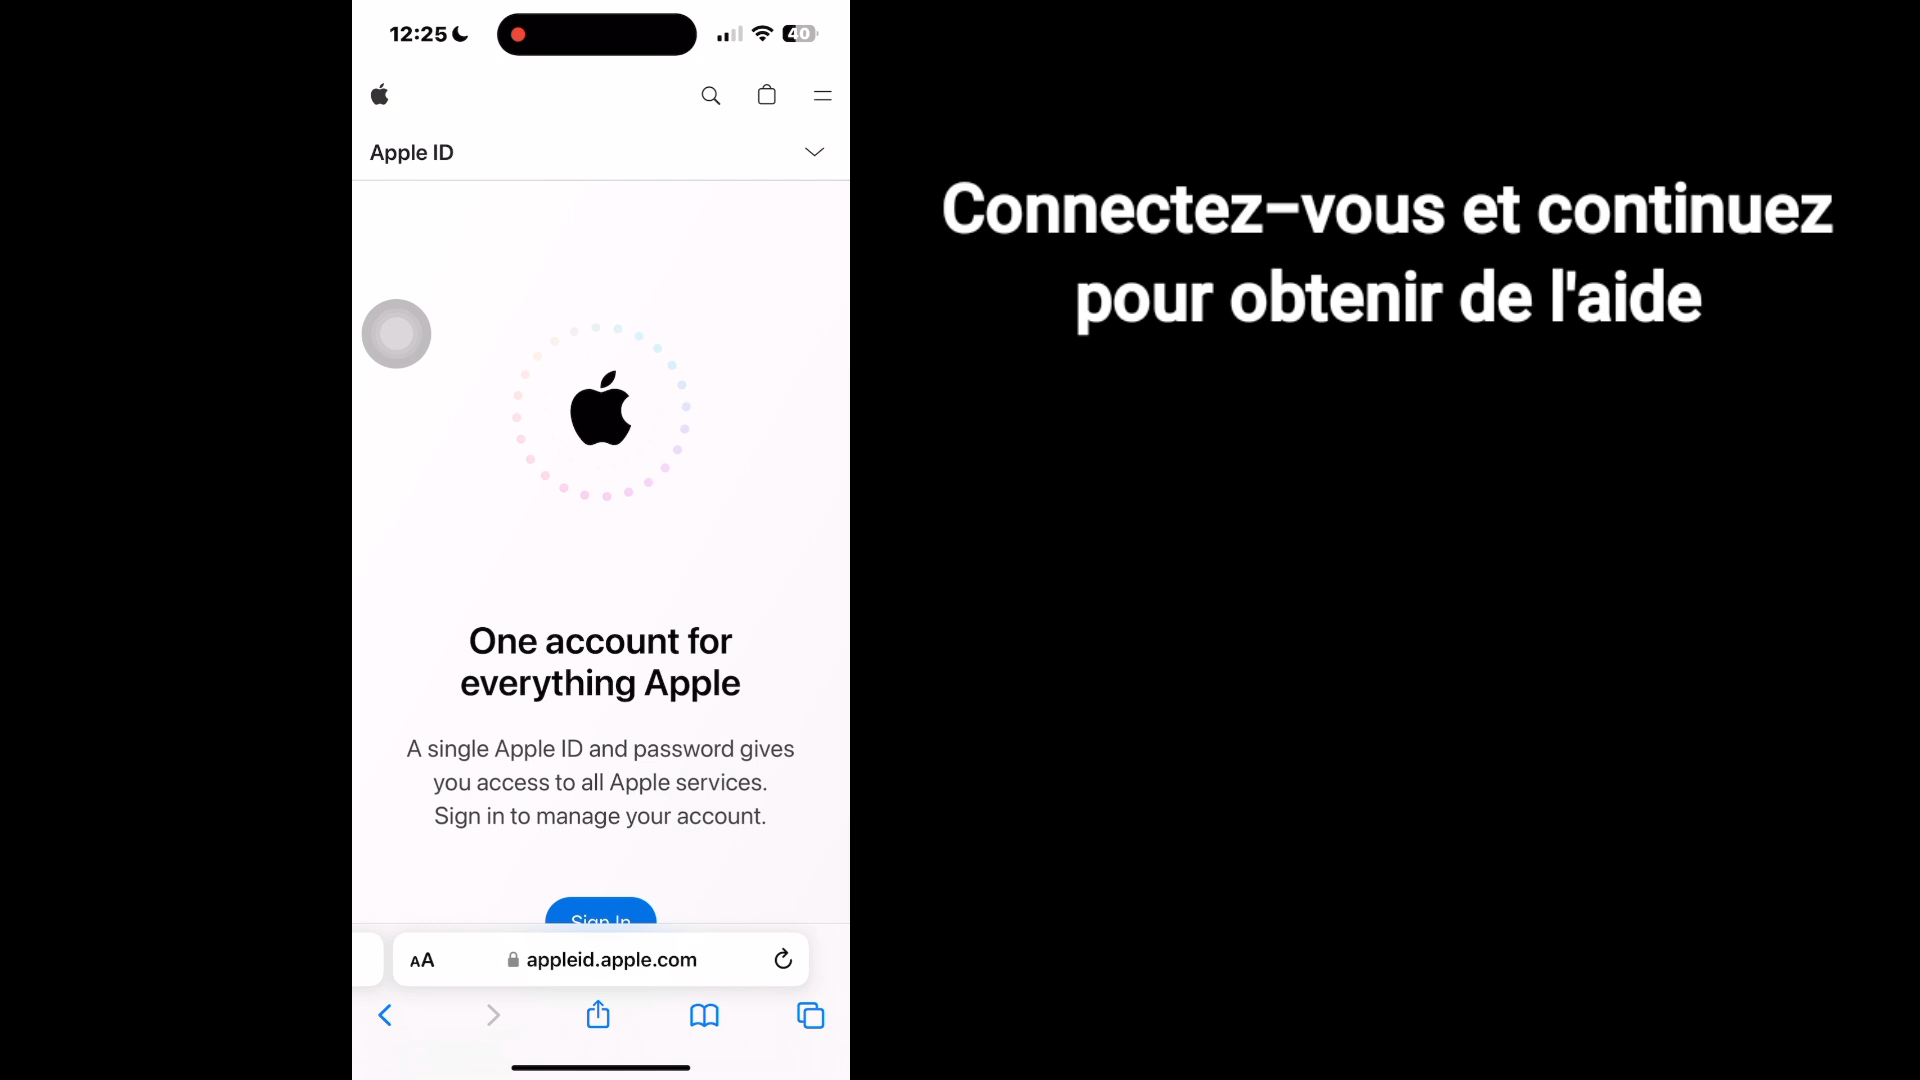 12:25
40
Apple ID
One account for
everything Apple
A single Apple ID and password gives
you access to all Apple services.
Sign in to manage your account.
Sign In
AA
appleid.apple.com
Connectez-vous et continuez
pour obtenir de l'aide